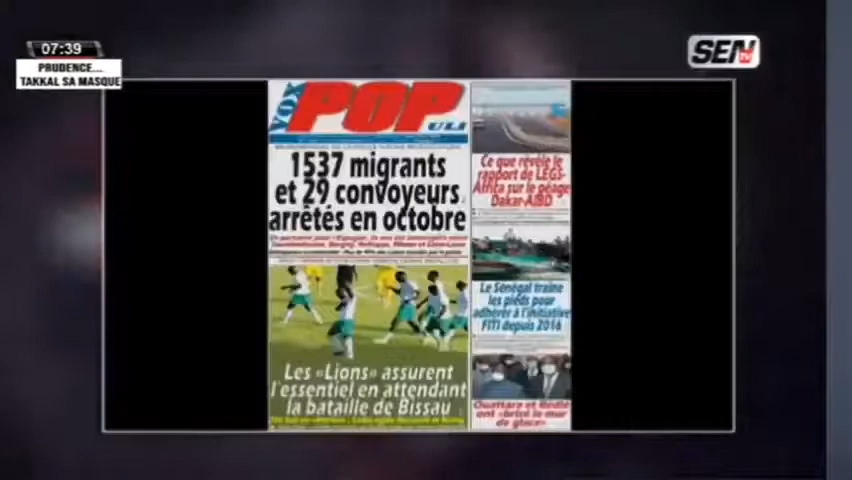 07:39
PRUDENCE...
TAKKAL SA MASQUE
SEN TV
VOX
POP
ULI
1537 migrants
et 29 convoyeurs
arrêtés en octobre
Les «Lions» assurent
l'essentiel en attendant
la bataille de Bissau
Ce que révèle le
rapport de LEGS-
Africa sur le péage
Dakar-AIBD
Le Sénégal traîne
les pieds pour
adhérer à l'initiative
FITI depuis 2016
Ouattara et Bédié
ont «brisé le mur
de glace»